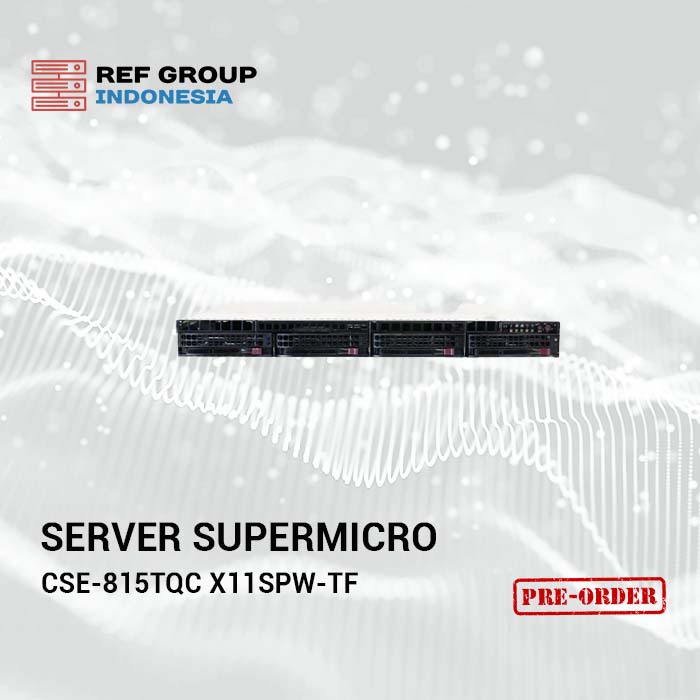 REF GROUP
INDONESIA
SERVER SUPERMICRO
CSE-815TQC X11SPW-TF
PRE-ORDER